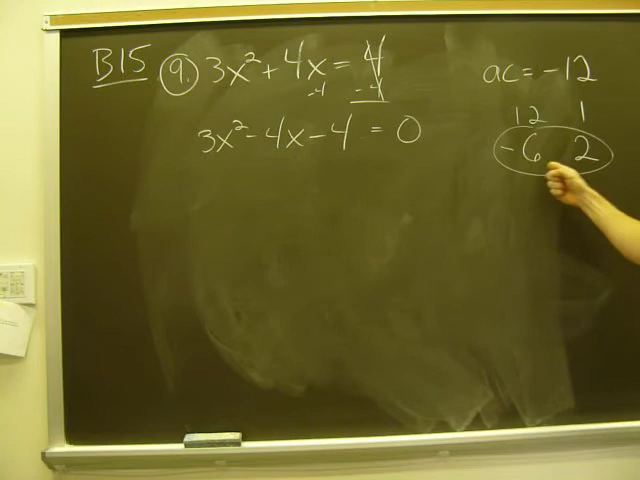 B15 9. 3x² + 4x = 4
-4 -4
3x² - 4x - 4 = 0
ac = -12
12 1
-6 2